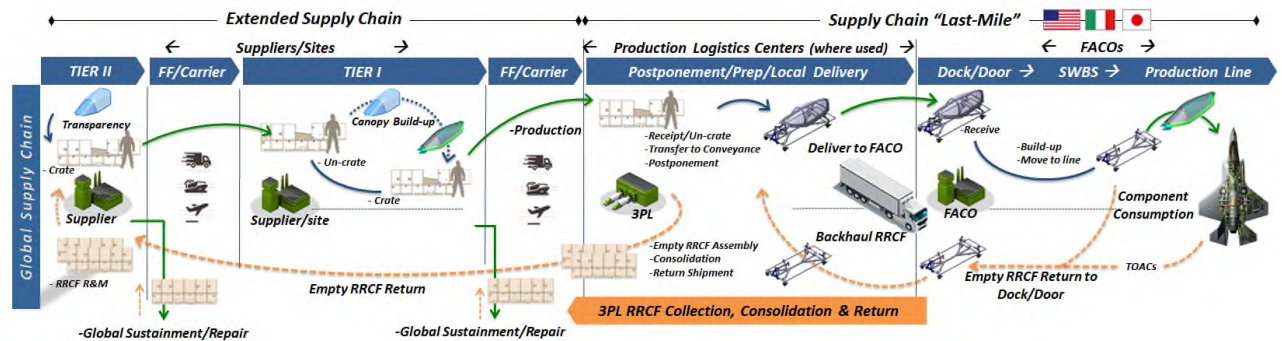 Extended Supply Chain
Supply Chain “Last-Mile”
Suppliers/Sites
Production Logistics Centers (where used)
FACOs
TIER II
FF/Carrier
TIER I
FF/Carrier
Postponement/Prep/Local Delivery
Dock/Door
SWBS
Production Line
Global Supply Chain
Transparency
- Crate
Supplier
- RRCF R&M
-Global Sustainment/Repair
Canopy Build-up
- Un-crate
- Crate
Supplier/site
Empty RRCF Return
-Global Sustainment/Repair
-Production
-Receipt/Un-crate
-Transfer to Conveyance
-Postponement
Deliver to FACO
3PL
Backhaul RRCF
-Empty RRCF Assembly
-Consolidation
-Return Shipment
3PL RRCF Collection, Consolidation & Return
-Receive
-Build-up
-Move to line
FACO
Component
Consumption
TOACs
Empty RRCF Return to
Dock/Door